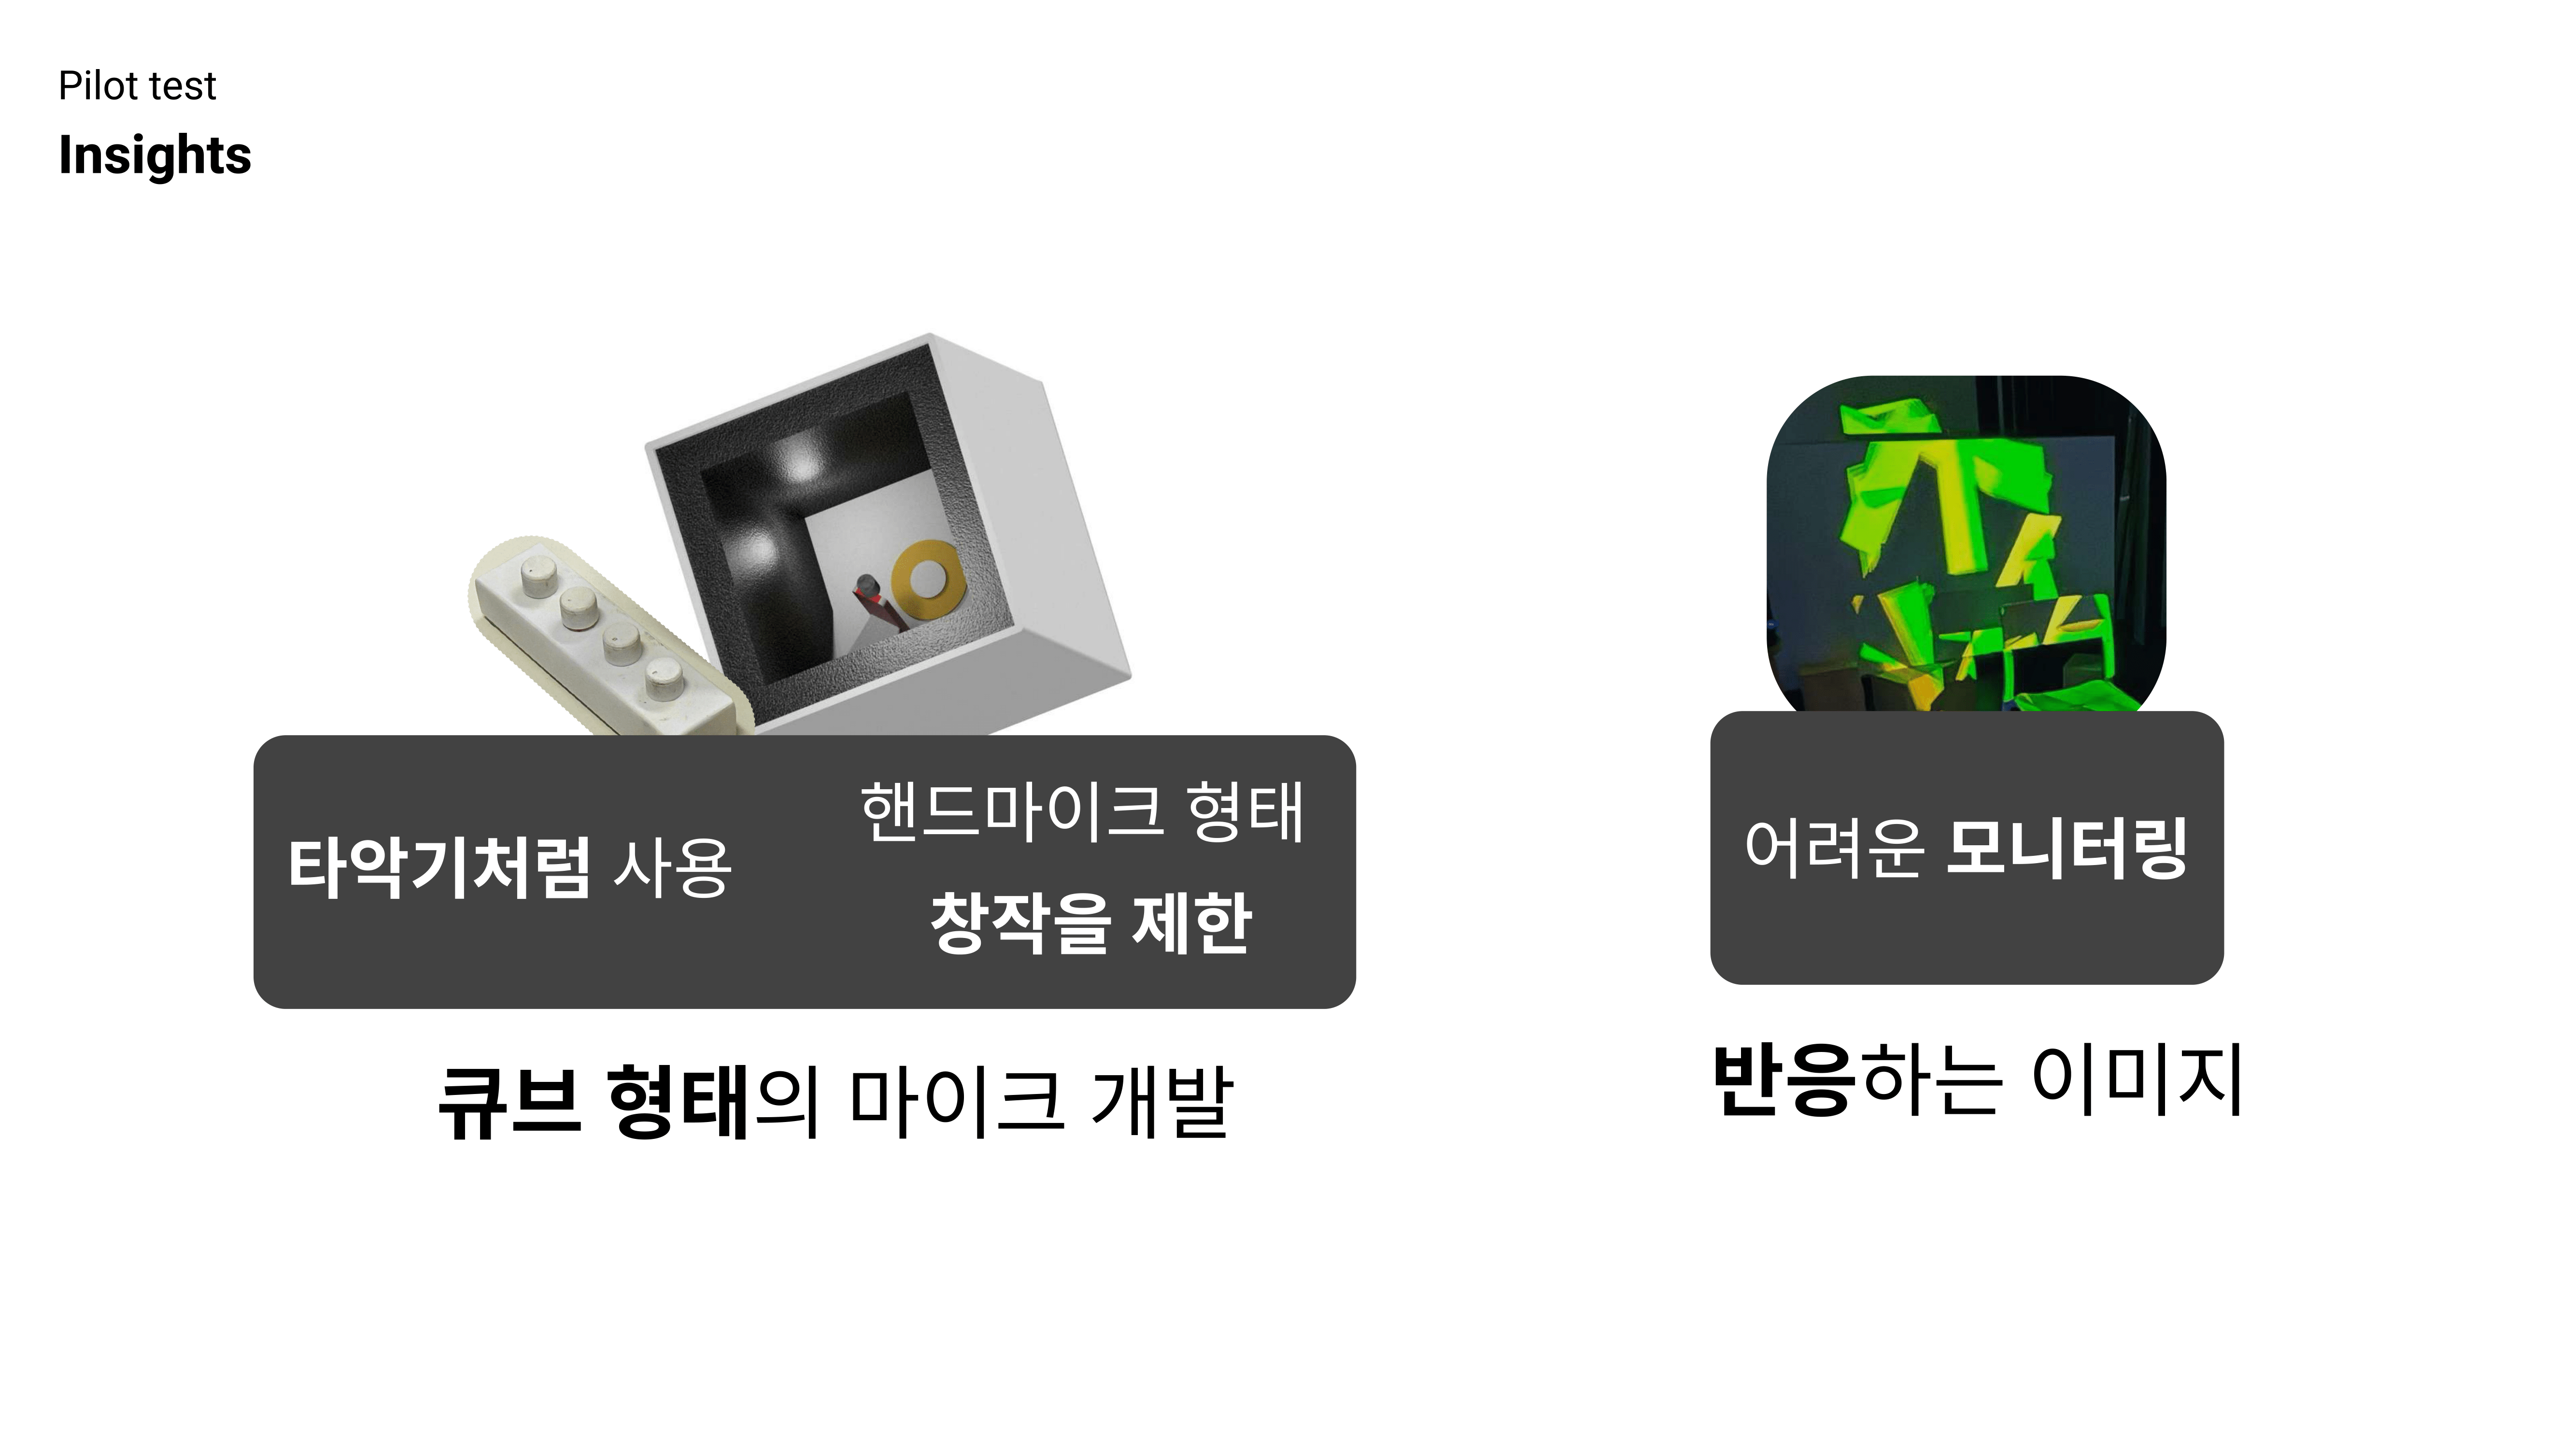 Pilot test
Insights
타악기처럼 사용
핸드마이크 형태
창작을 제한
큐브 형태의 마이크 개발
어려운 모니터링
반응하는 이미지